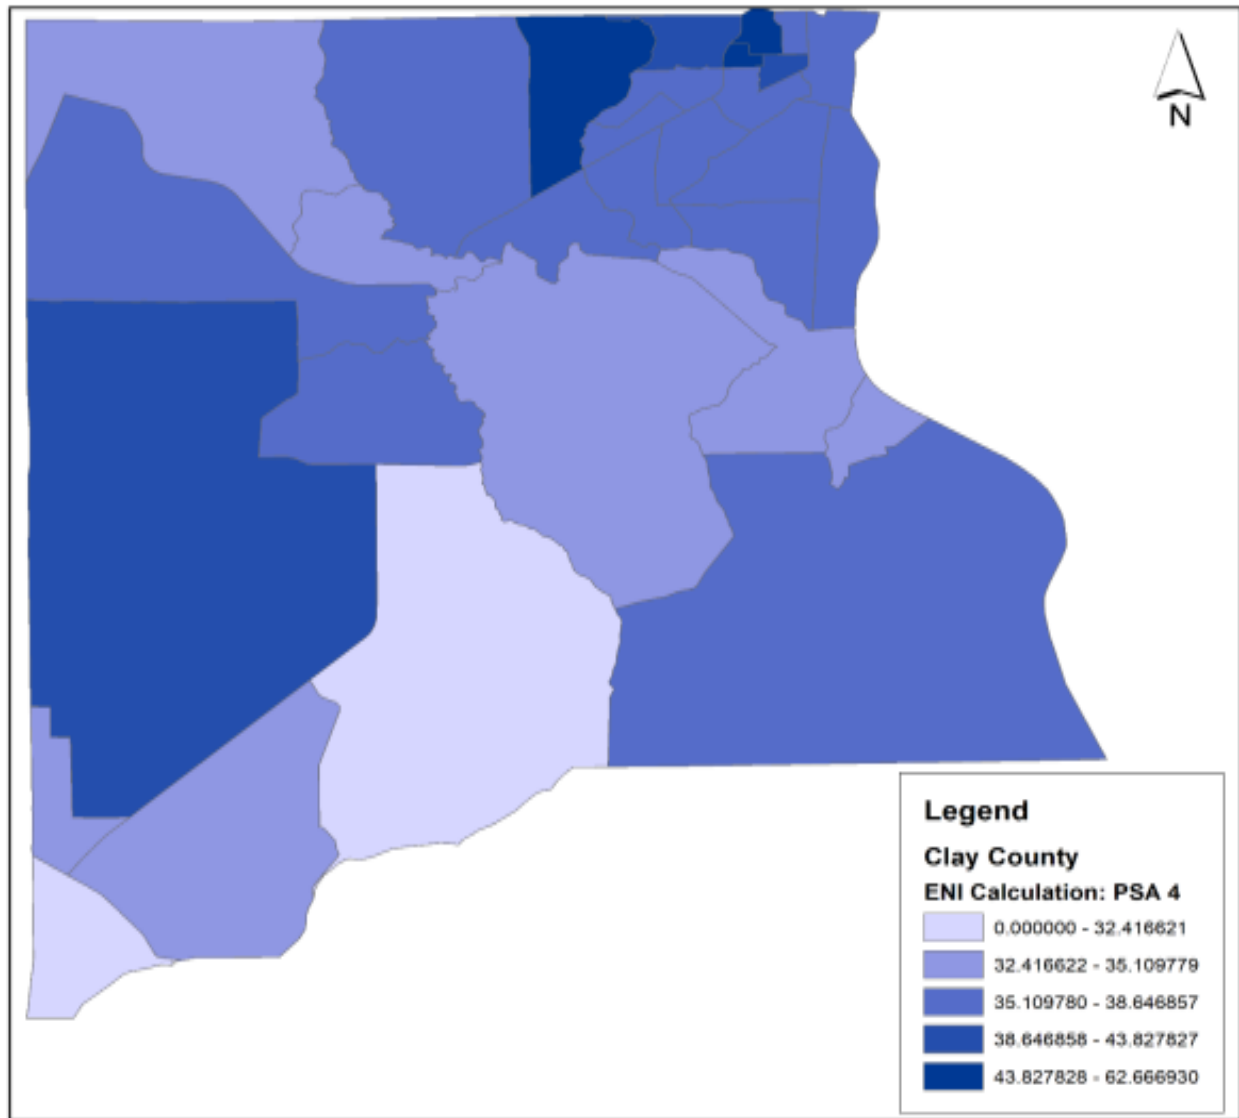 N
Legend
Clay County
ENI Calculation: PSA 4
0.000000 - 32.416621
32.416622 - 35.109779
35.109780 - 38.646857
38.646858 - 43.827827
43.827828 - 62.666930